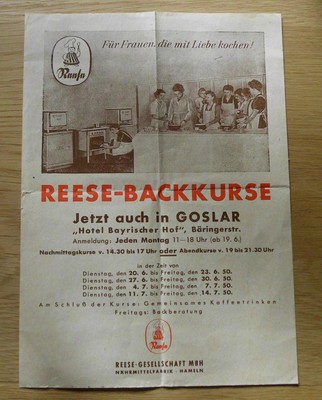 Für Frauen, die mit Liebe kochen!
Reese
REESE-BACKKURSE
Jetzt auch in GOSLAR
„Hotel Bayrischer Hof", Bäringerstr.
Anmeldung: Jeden Montag 11—18 Uhr (ab 19. 6.)
Nachmittagskurse v. 14.30 bis 17 Uhr oder Abendkurse v. 19 bis 21.30 Uhr
in der Zeit von
Dienstag, den 20. 6. bis Freitag, den 23. 6. 50.
Dienstag, den 27. 6. bis Freitag, den 30. 6. 50.
Dienstag, den 4. 7. bis Freitag, den 7. 7. 50.
Dienstag, den 11. 7. bis Freitag, den 14. 7. 50.
Am Schluß der Kurse: Gemeinsames Kaffeetrinken
Freitags: Backberatung
Reese
REESE-GESELLSCHAFT MBH
NAEHRMITTELFABRIK · HAMELN